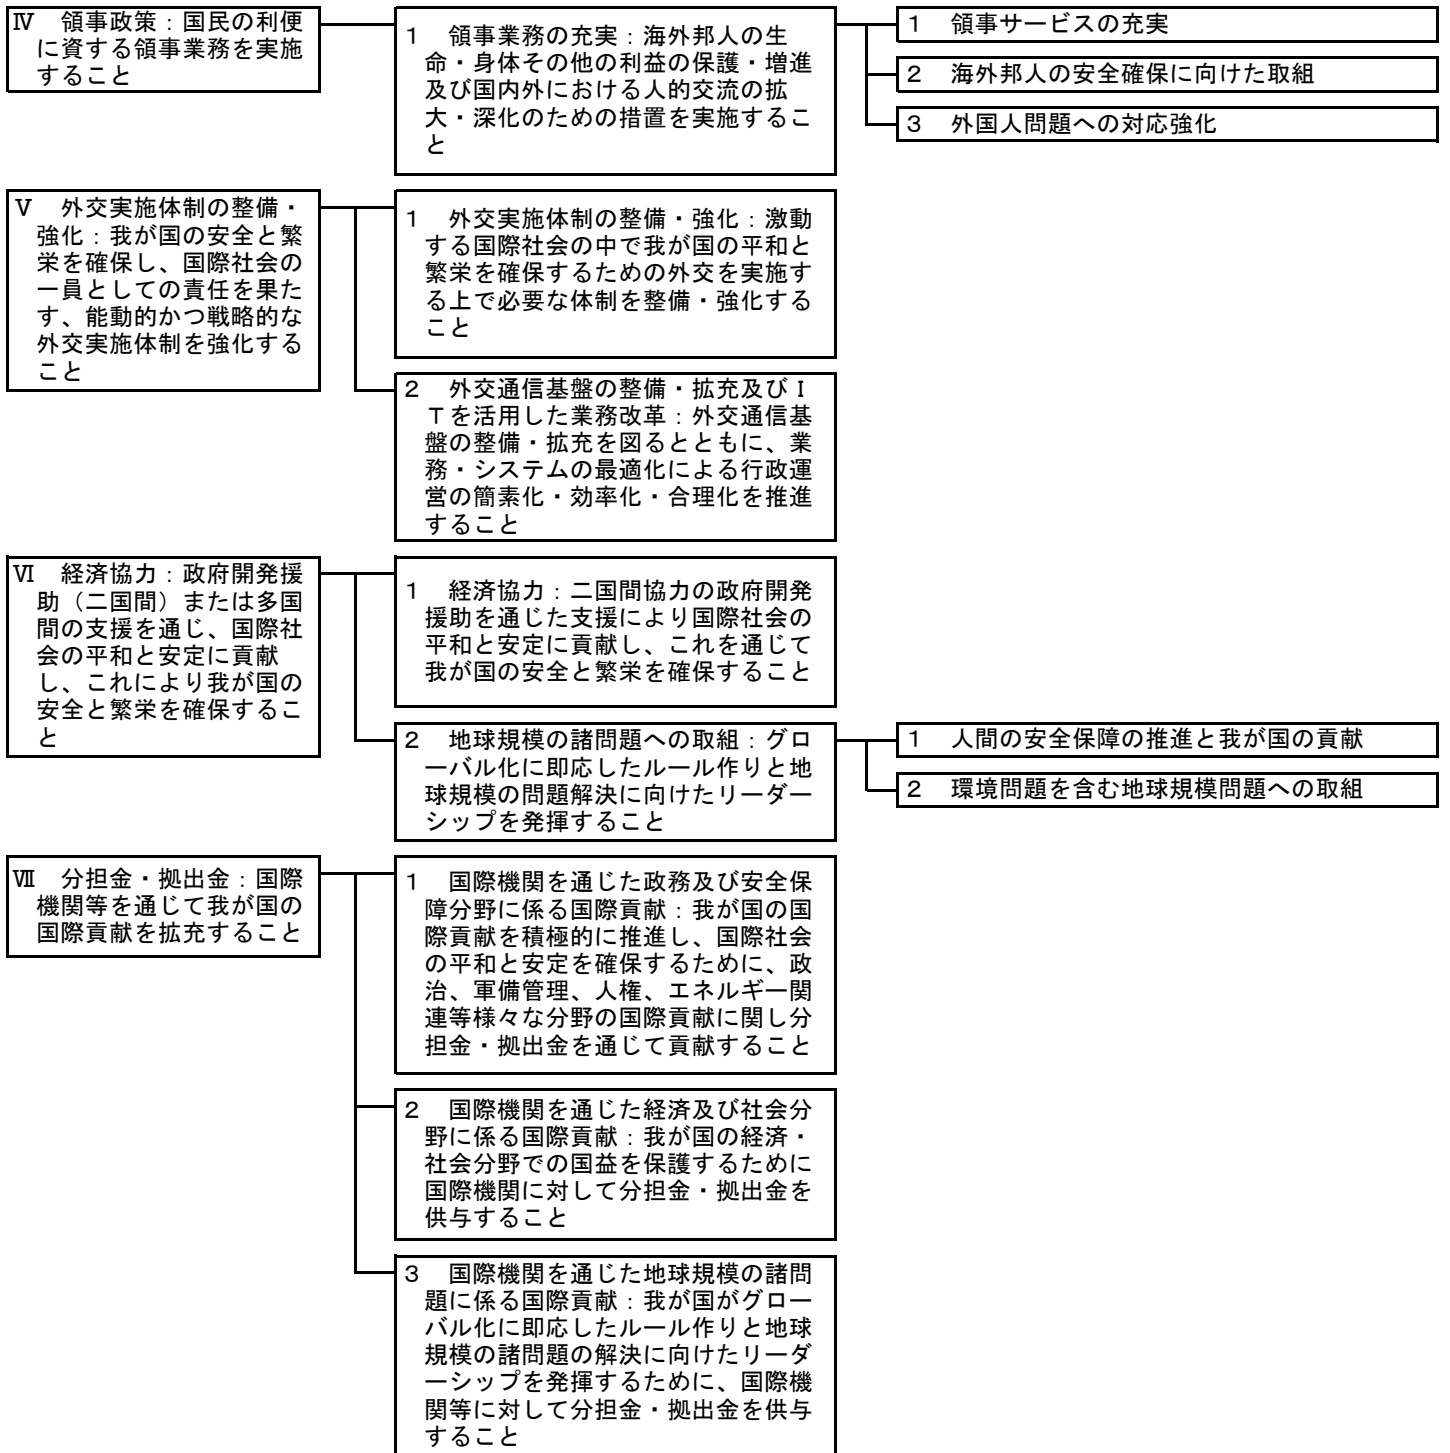 Ⅳ　領事政策：国民の利便
に資する領事業務を実施
すること
1　領事業務の充実：海外邦人の生
命・身体その他の利益の保護・増進
及び国内外における人的交流の拡
大・深化のための措置を実施するこ
と
1　領事サービスの充実
2　海外邦人の安全確保に向けた取組
3　外国人問題への対応強化
Ⅴ　外交実施体制の整備・
強化：我が国の安全と繁
栄を確保し、国際社会の
一員としての責任を果た
す、能動的かつ戦略的な
外交実施体制を強化する
こと
1　外交実施体制の整備・強化：激動
する国際社会の中で我が国の平和と
繁栄を確保するための外交を実施す
る上で必要な体制を整備・強化する
こと
2　外交通信基盤の整備・拡充及びＩ
Ｔを活用した業務改革：外交通信基
盤の整備・拡充を図るとともに、業
務・システムの最適化による行政運
営の簡素化・効率化・合理化を推進
すること
Ⅵ　経済協力：政府開発援
助（二国間）または多国
間の支援を通じ、国際社
会の平和と安定に貢献
し、これにより我が国の
安全と繁栄を確保するこ
と
1　経済協力：二国間協力の政府開発
援助を通じた支援により国際社会の
平和と安定に貢献し、これを通じて
我が国の安全と繁栄を確保すること
2　地球規模の諸問題への取組：グロ
ーバル化に即応したルール作りと地
球規模の問題解決に向けたリーダー
シップを発揮すること
1　人間の安全保障の推進と我が国の貢献
2　環境問題を含む地球規模問題への取組
Ⅶ　分担金・拠出金：国際
機関等を通じて我が国の
国際貢献を拡充すること
1　国際機関を通じた政務及び安全保
障分野に係る国際貢献：我が国の国
際貢献を積極的に推進し、国際社会
の平和と安定を確保するために、政
治、軍備管理、人権、エネルギー関
連等様々な分野の国際貢献に関し分
担金・拠出金を通じて貢献すること
2　国際機関を通じた経済及び社会分
野に係る国際貢献：我が国の経済・
社会分野での国益を保護するために
国際機関に対して分担金・拠出金を
供与すること
3　国際機関を通じた地球規模の諸問
題に係る国際貢献：我が国がグロー
バル化に即応したルール作りと地球
規模の諸問題の解決に向けたリーダ
ーシップを発揮するために、国際機
関等に対して分担金・拠出金を供与
すること